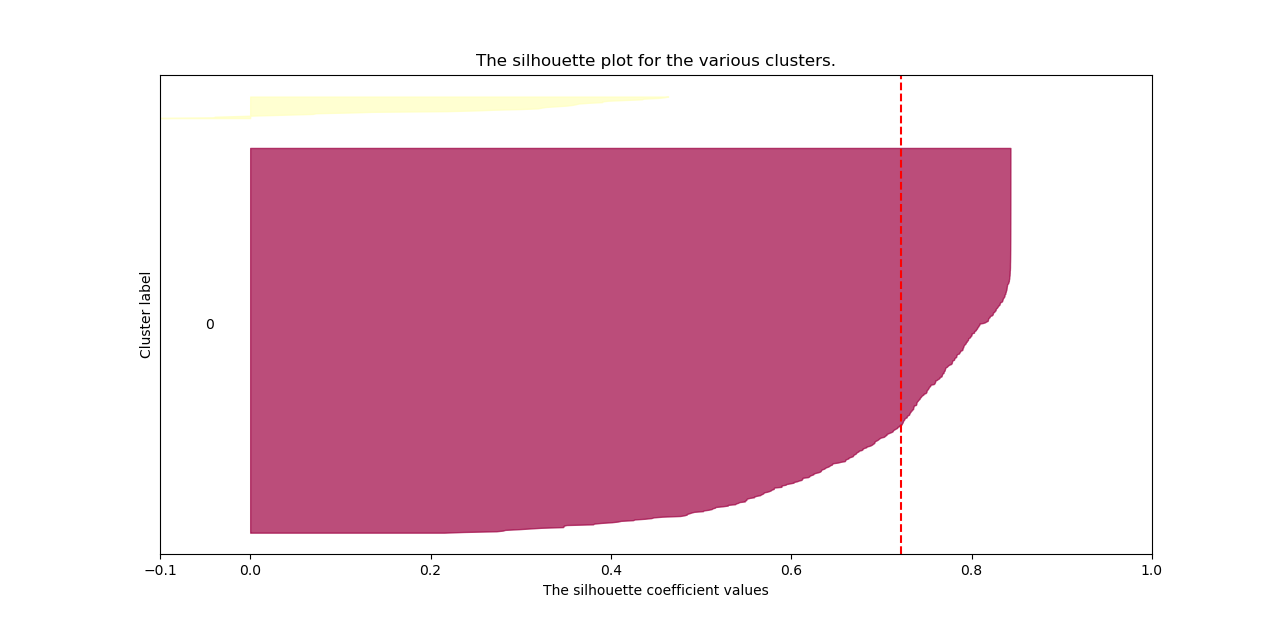 The silhouette plot for the various clusters.
Cluster label
0
−0.1 0.0 0.2 0.4 0.6 0.8 1.0
The silhouette coefficient values